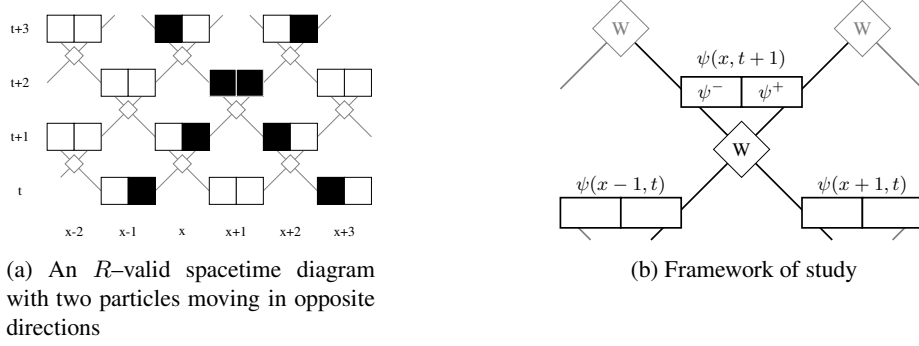 t+3
t+2
t+1
t
x-2 x-1 x x+1 x+2 x+3
(a) An R–valid spacetime diagram
with two particles moving in opposite
directions
W W
ψ(x, t + 1)
ψ⁻ ψ⁺
W
ψ(x − 1, t) ψ(x + 1, t)
(b) Framework of study